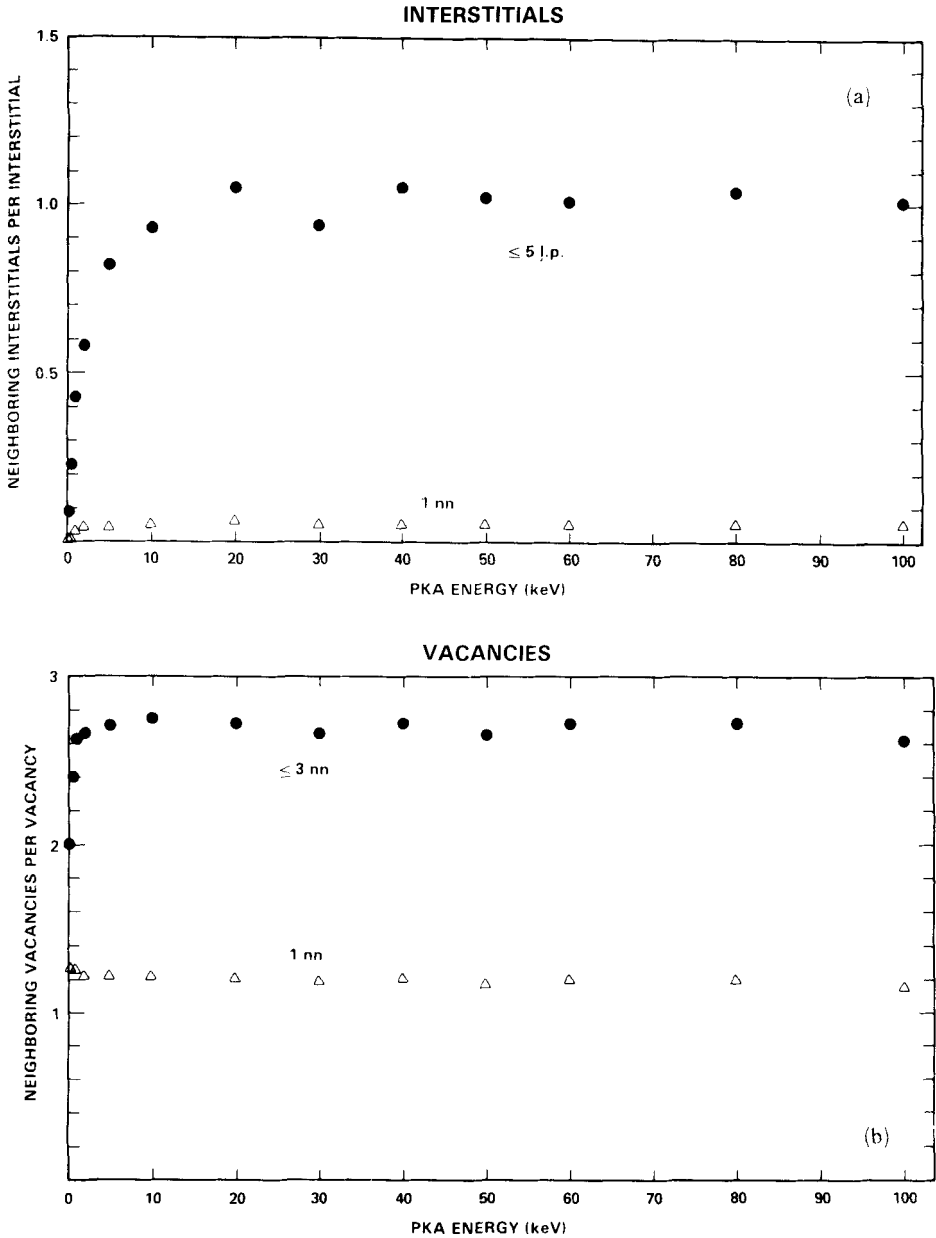 INTERSTITIALS
1.5
(a)
NEIGHBORING INTERSTITIALS PER INTERSTITIAL
1.0
≤ 5 l.p.
0.5
1 nn
0
0 10 20 30 40 50 60 70 80 90 100
PKA ENERGY (keV)
VACANCIES
3
NEIGHBORING VACANCIES PER VACANCY
≤ 3 nn
2
1 nn
1
(b)
0 10 20 30 40 50 60 70 80 90 100
PKA ENERGY (keV)